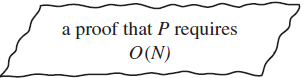 a proof that P requires
O(N)